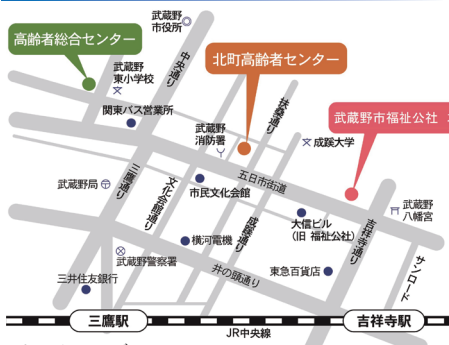 武蔵野
市役所
高齢者総合センター
中央通り
北町高齢者センター
武蔵野
東小学校
関東バス営業所
扶桑通り
武蔵野市福祉公社
武蔵野
消防署
成蹊大学
三鷹通り
五日市街道
武蔵野局
文化会館通り
市民文化会館
成蹊通り
大信ビル
(旧 福祉公社)
吉祥寺通り
武蔵野
八幡宮
横河電機
武蔵野警察署
井の頭通り
東急百貨店
サンロード
三井住友銀行
三鷹駅
吉祥寺駅
JR中央線